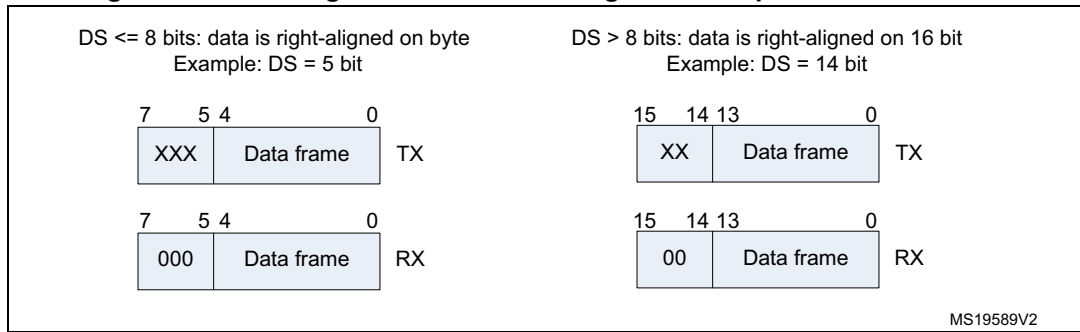 DS <= 8 bits: data is right-aligned on byte
Example: DS = 5 bit
7 5 4 0
XXX Data frame TX
7 5 4 0
000 Data frame RX
DS > 8 bits: data is right-aligned on 16 bit
Example: DS = 14 bit
15 14 13 0
XX Data frame TX
15 14 13 0
00 Data frame RX
MS19589V2